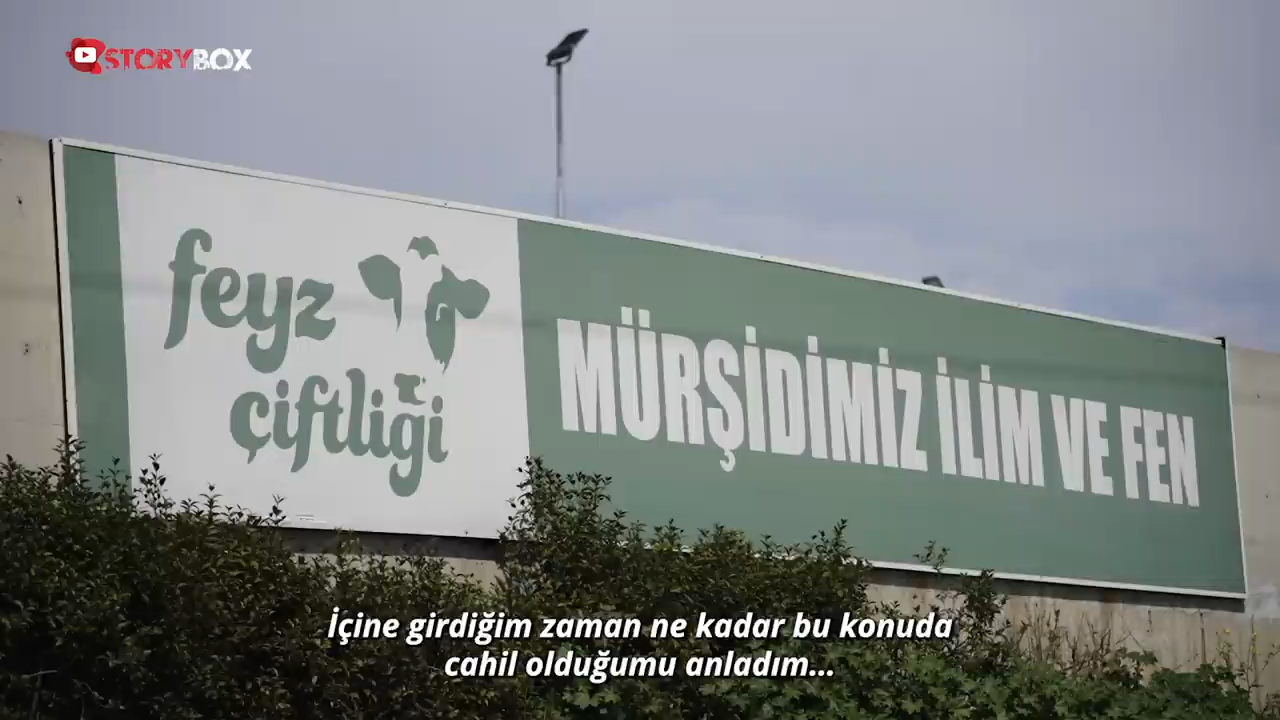 STORYBOX
feyz
çiftliği
MÜRŞİDİMİZ İLİM VE FEN
İçine girdiğim zaman ne kadar bu konuda
cahil olduğumu anladım...